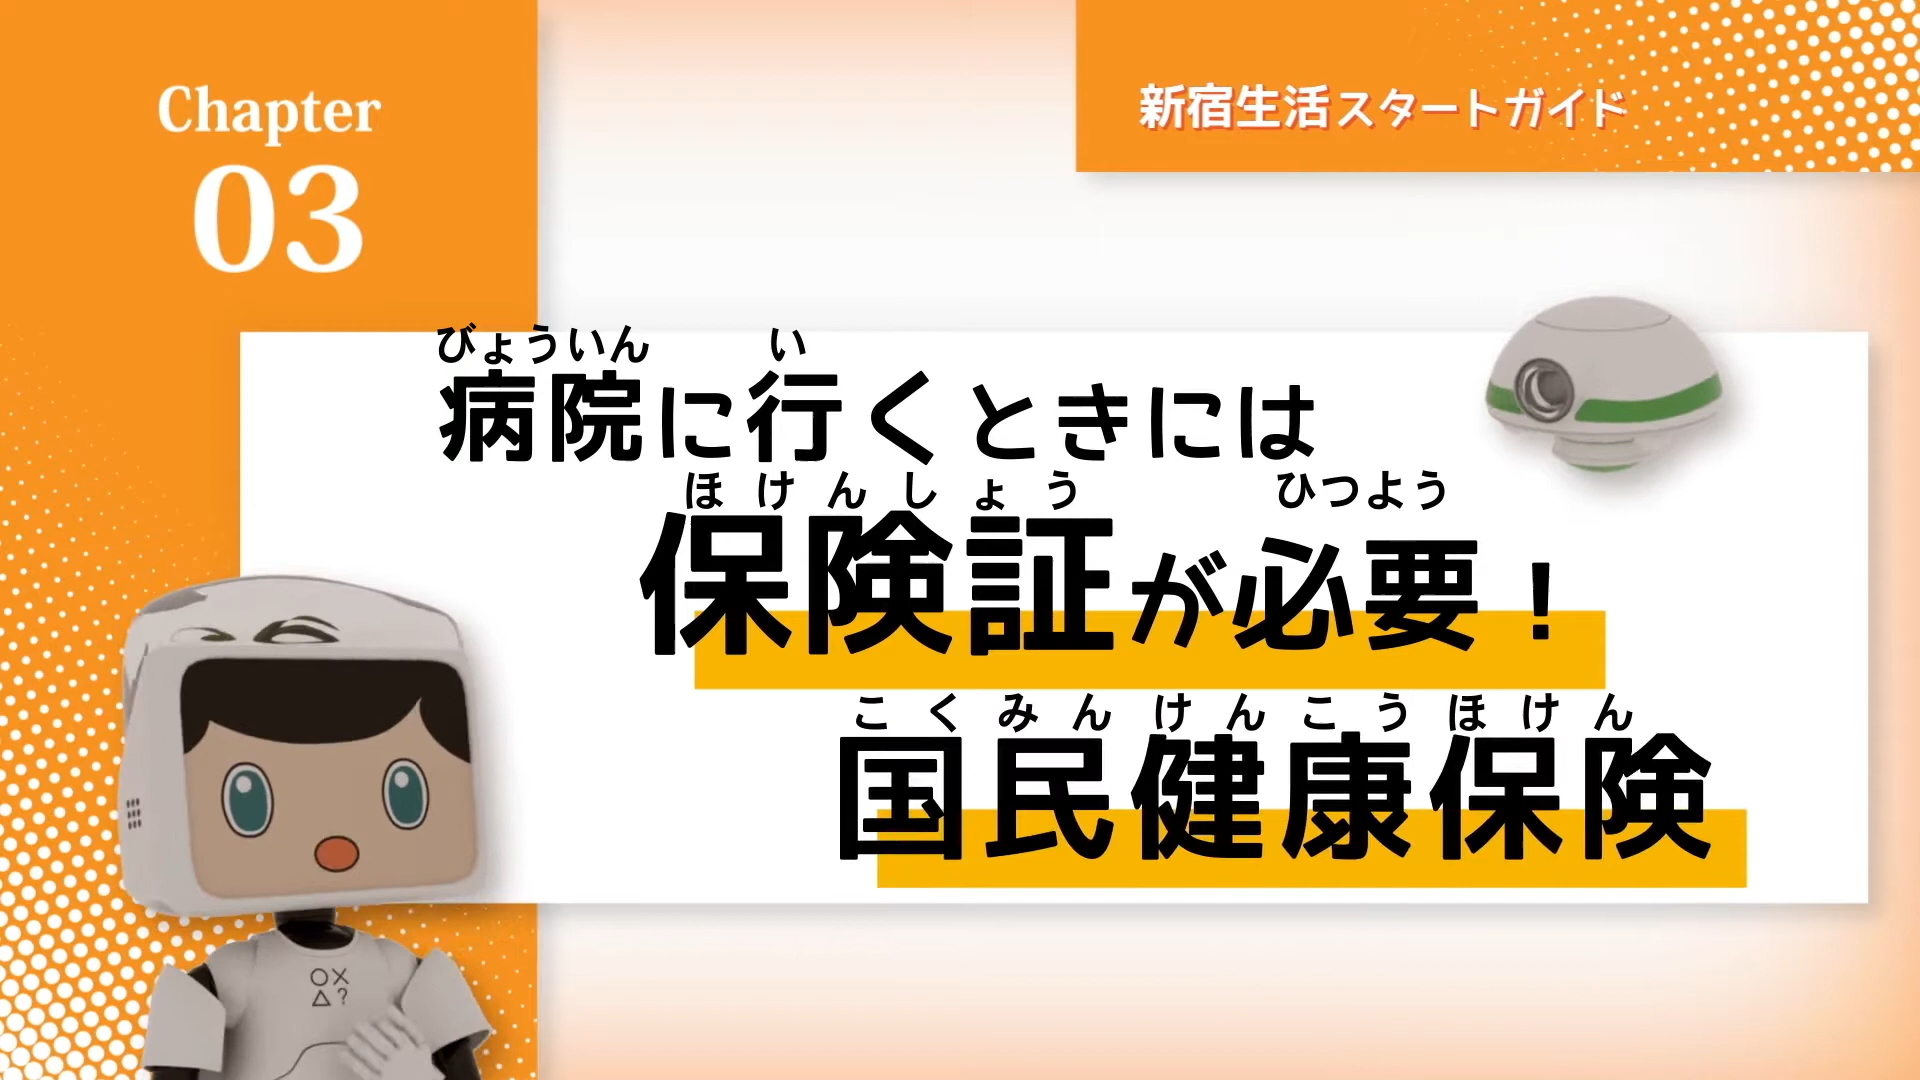 Chapter
03
新宿生活スタートガイド
びょういん い
病院に行くときには
ほけんしょう ひつよう
保険証が必要！
こくみんけんこうほけん
国民健康保険
○×
△?